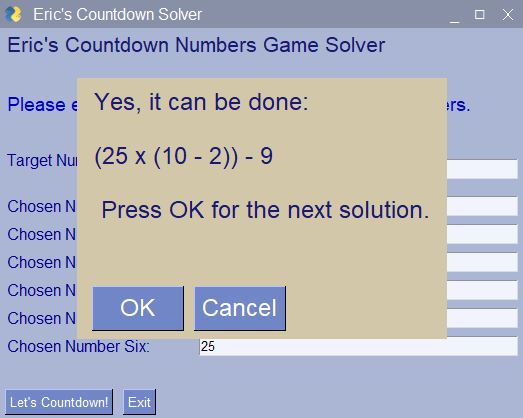 Eric's Countdown Solver
Eric's Countdown Numbers Game Solver
Please
Yes, it can be done:
(25 x (10 - 2)) - 9
Press OK for the next solution.
OK Cancel
Target
Chosen
Chosen
Chosen
Chosen
Chosen
Chosen Number Six: 25
Let's Countdown! Exit